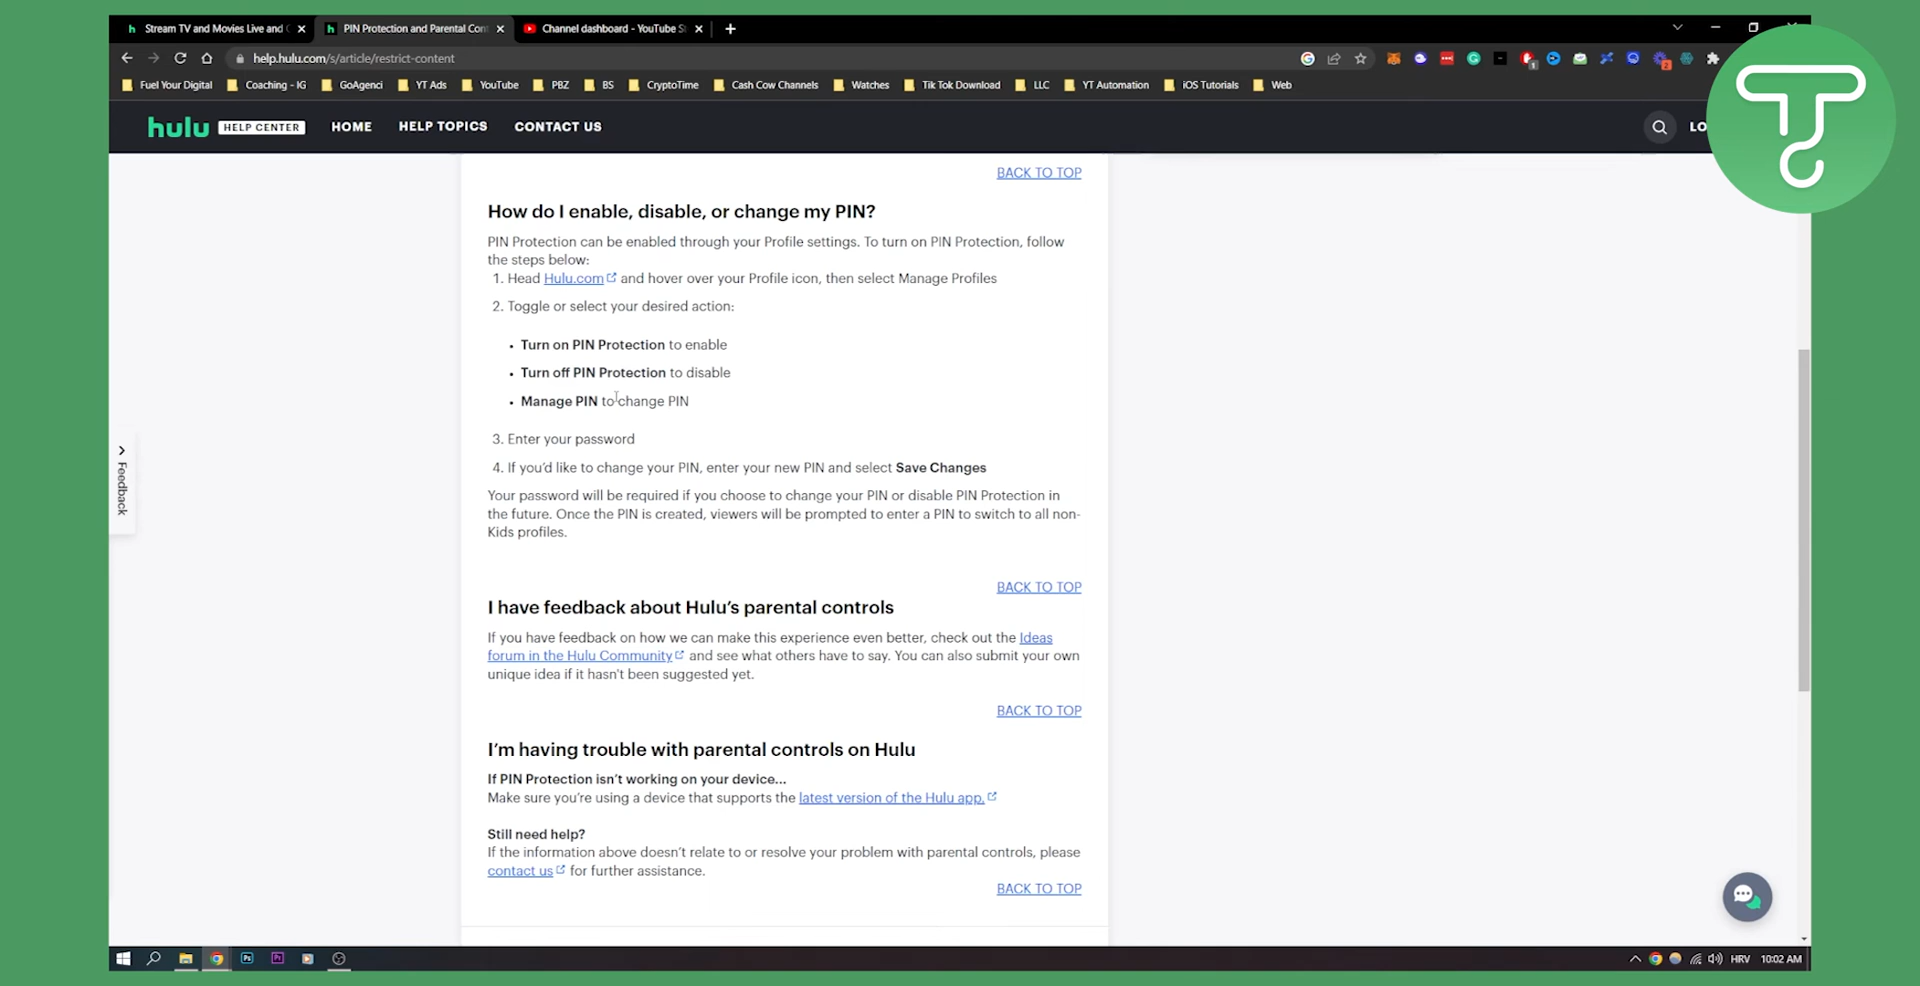 Stream TV and Movies Live and
PIN Protection and Parental Con
Channel dashboard - YouTube S
help.hulu.com/s/article/restrict-content
Fuel Your Digital
Coaching - IG
GoAgenci
YT Ads
YouTube
PBZ
BS
CryptoTime
Cash Cow Channels
Watches
Tik Tok Download
LLC
YT Automation
iOS Tutorials
Web
hulu HELP CENTER HOME HELP TOPICS CONTACT US LO
BACK TO TOP
How do I enable, disable, or change my PIN?
PIN Protection can be enabled through your Profile settings. To turn on PIN Protection, follow
the steps below:
1. Head Hulu.com and hover over your Profile icon, then select Manage Profiles
2. Toggle or select your desired action:
• Turn on PIN Protection to enable
• Turn off PIN Protection to disable
• Manage PIN to change PIN
3. Enter your password
4. If you'd like to change your PIN, enter your new PIN and select Save Changes
Your password will be required if you choose to change your PIN or disable PIN Protection in
the future. Once the PIN is created, viewers will be prompted to enter a PIN to switch to all non-
Kids profiles.
Feedback
BACK TO TOP
I have feedback about Hulu's parental controls
If you have feedback on how we can make this experience even better, check out the Ideas
forum in the Hulu Community and see what others have to say. You can also submit your own
unique idea if it hasn't been suggested yet.
BACK TO TOP
I'm having trouble with parental controls on Hulu
If PIN Protection isn't working on your device...
Make sure you're using a device that supports the latest version of the Hulu app.
Still need help?
If the information above doesn't relate to or resolve your problem with parental controls, please
contact us for further assistance.
BACK TO TOP
Ps
Pr
HRV
10:02 AM